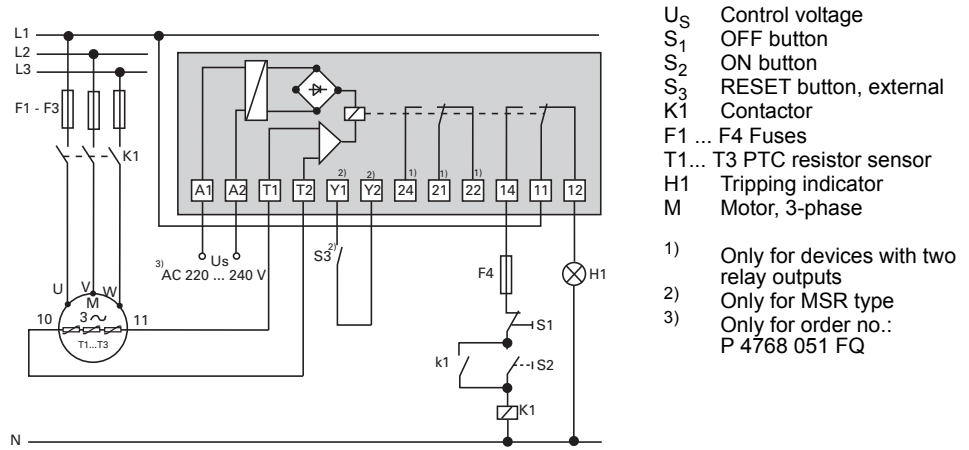 L1
L2
L3
F1 - F3
K1
A1 A2 T1 T2 Y1 Y2 24 21 22 14 11 12
2) 2) 1) 1) 1)
Us
3) AC 220 ... 240 V
S3 2)
F4
H1
U V W
M
3 ~
10 11
T1...T3
S1
k1
S2
K1
N
US Control voltage
S1 OFF button
S2 ON button
S3 RESET button, external
K1 Contactor
F1 ... F4 Fuses
T1... T3 PTC resistor sensor
H1 Tripping indicator
M Motor, 3-phase
1) Only for devices with two
relay outputs
2) Only for MSR type
3) Only for order no.:
P 4768 051 FQ